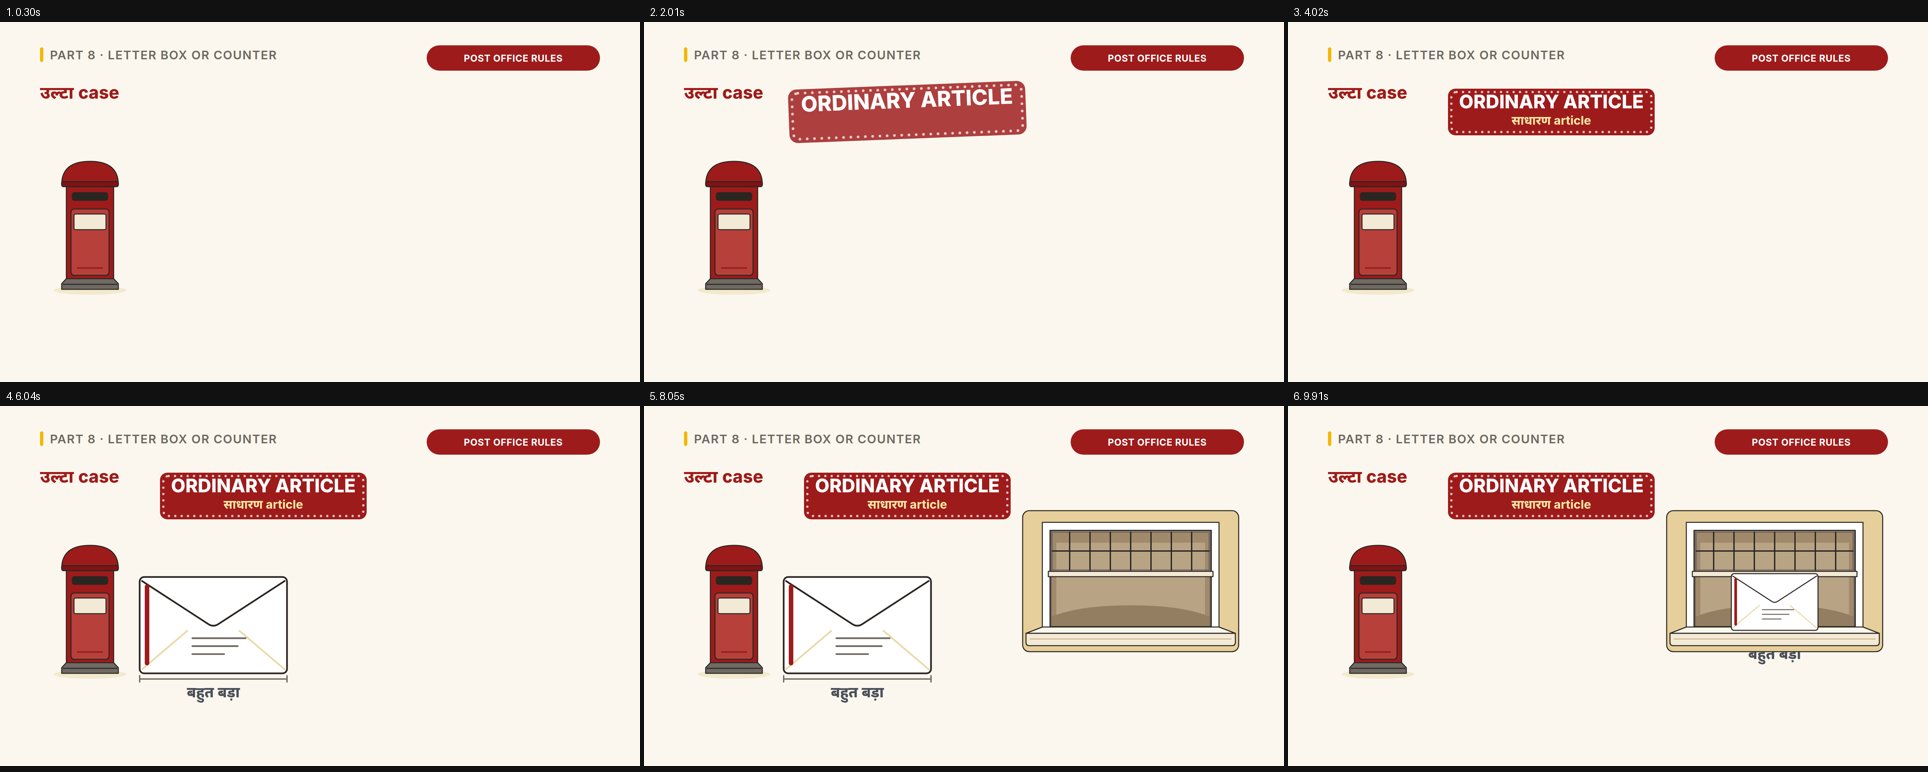 1. 0.30s
PART 8 · LETTER BOX OR COUNTER
POST OFFICE RULES
उल्टा case
2. 2.01s
PART 8 · LETTER BOX OR COUNTER
POST OFFICE RULES
उल्टा case
ORDINARY ARTICLE
3. 4.02s
PART 8 · LETTER BOX OR COUNTER
POST OFFICE RULES
उल्टा case
ORDINARY ARTICLE
साधारण article
4. 6.04s
PART 8 · LETTER BOX OR COUNTER
POST OFFICE RULES
उल्टा case
ORDINARY ARTICLE
साधारण article
बहुत बड़ा
5. 8.05s
PART 8 · LETTER BOX OR COUNTER
POST OFFICE RULES
उल्टा case
ORDINARY ARTICLE
साधारण article
बहुत बड़ा
6. 9.91s
PART 8 · LETTER BOX OR COUNTER
POST OFFICE RULES
उल्टा case
ORDINARY ARTICLE
साधारण article
बहुत बड़ा